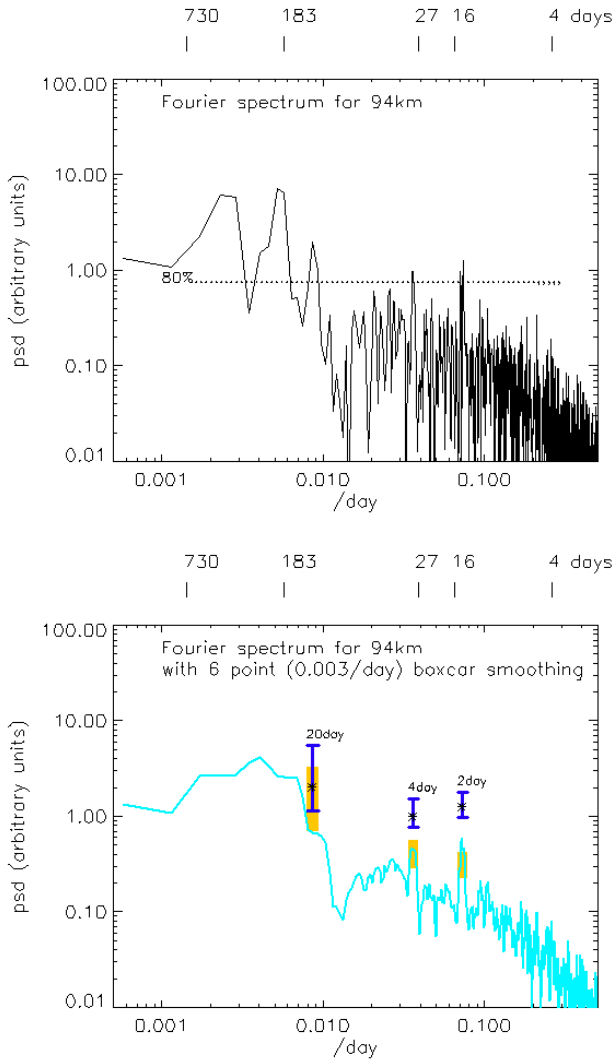 730 183 27 16 4 days
100.00
Fourier spectrum for 94km
10.00
psd (arbitrary units)
1.00
80%
0.10
0.01
0.001 0.010 0.100
/day
730 183 27 16 4 days
100.00
Fourier spectrum for 94km
with 6 point (0.003/day) boxcar smoothing
10.00
20day
4day
2day
psd (arbitrary units)
1.00
0.10
0.01
0.001 0.010 0.100
/day